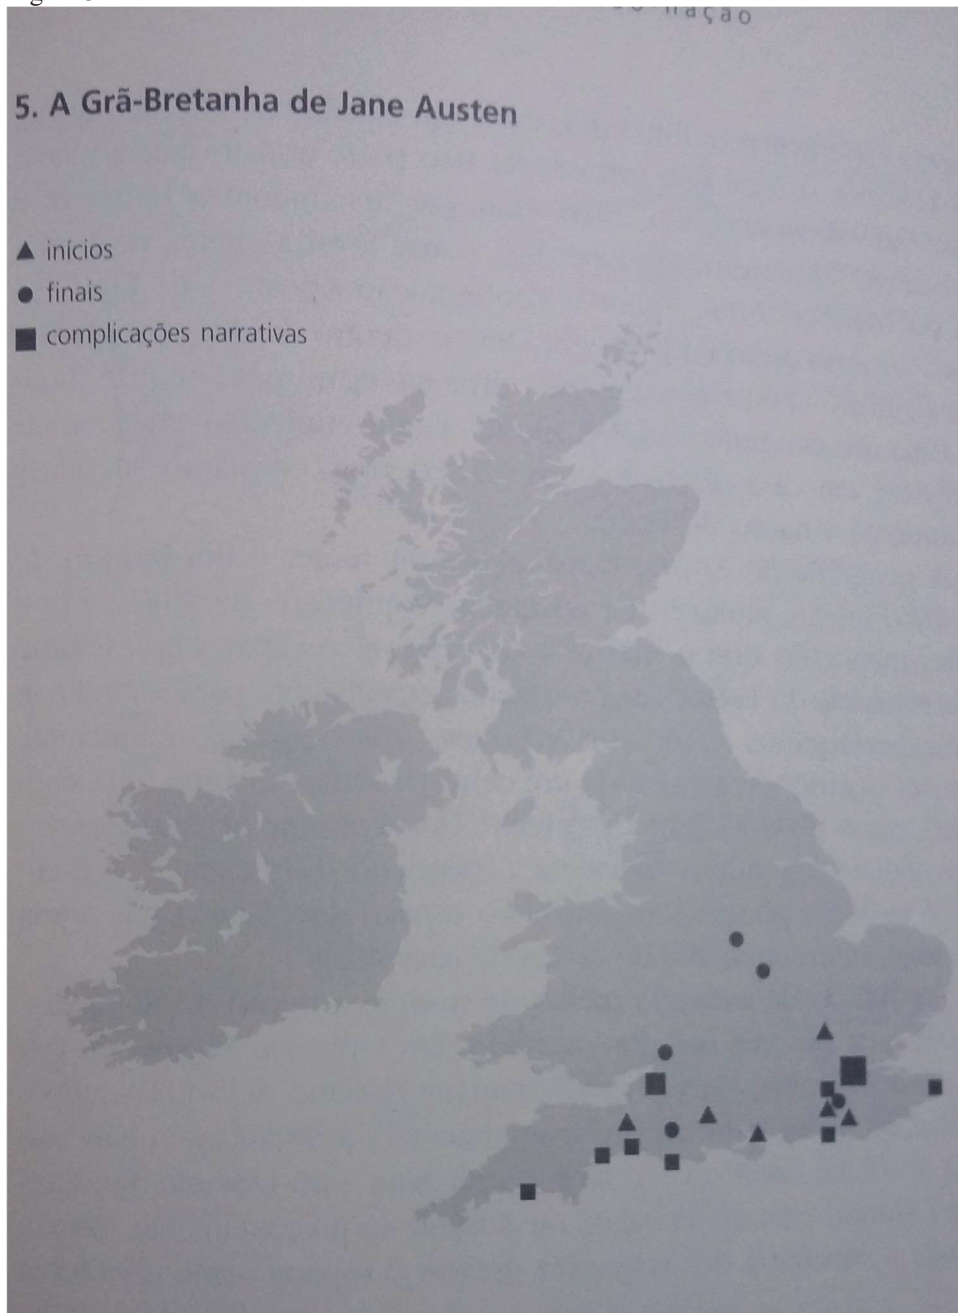 5. A Grã-Bretanha de Jane Austen
inícios
finais
complicações narrativas